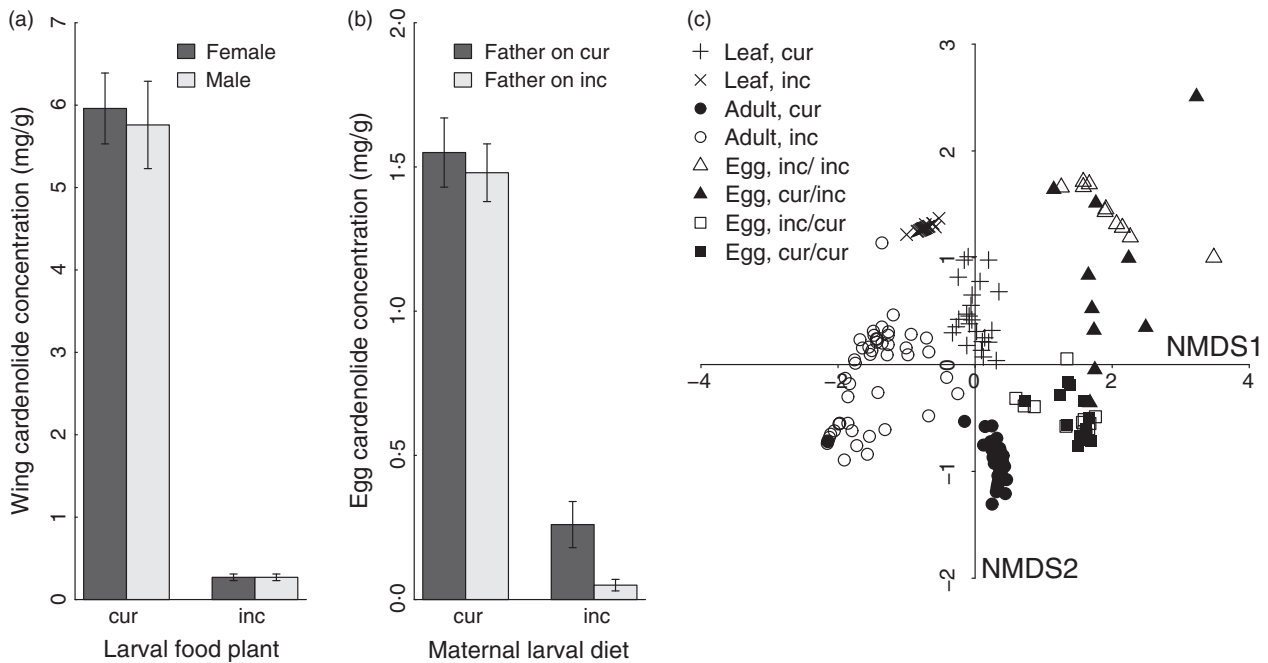 (a)
Wing cardenolide concentration (mg/g)
7
6
5
4
3
2
1
0
Female
Male
cur
inc
Larval food plant
(b)
Egg cardenolide concentration (mg/g)
2·0
1·5
1·0
0·5
0·0
Father on cur
Father on inc
cur
inc
Maternal larval diet
(c)
Leaf, cur
Leaf, inc
Adult, cur
Adult, inc
Egg, inc/ inc
Egg, cur/inc
Egg, inc/cur
Egg, cur/cur
3
2
1
0
−1
−2
NMDS1
−4
−2
0
2
4
NMDS2